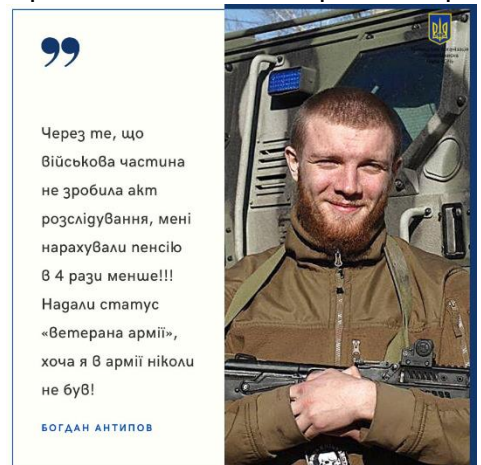 Через те, що
військова частина
не зробила акт
розслідування, мені
нарахували пенсію
в 4 рази менше!!!
Надали статус
«ветерана армії»,
хоча я в армії ніколи
не був!
БОГДАН АНТИПОВ